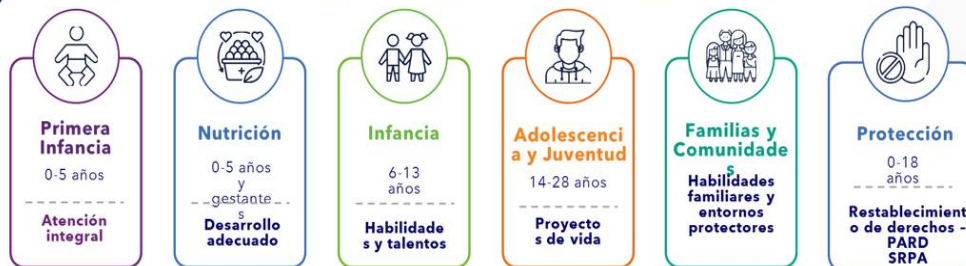 Primera
Infancia
0-5 años
Atención
integral
Nutrición
0-5 años
y
gestante
s
Desarrollo
adecuado
Infancia
6-13
años
Habilidade
s y talentos
Adolescenci
a y Juventud
14-28 años
Proyecto
s de vida
Familias y
Comunidade
s
Habilidades
familiares y
entornos
protectores
Protección
0-18
años
Restablecimient
o de derechos -
PARD
SRPA